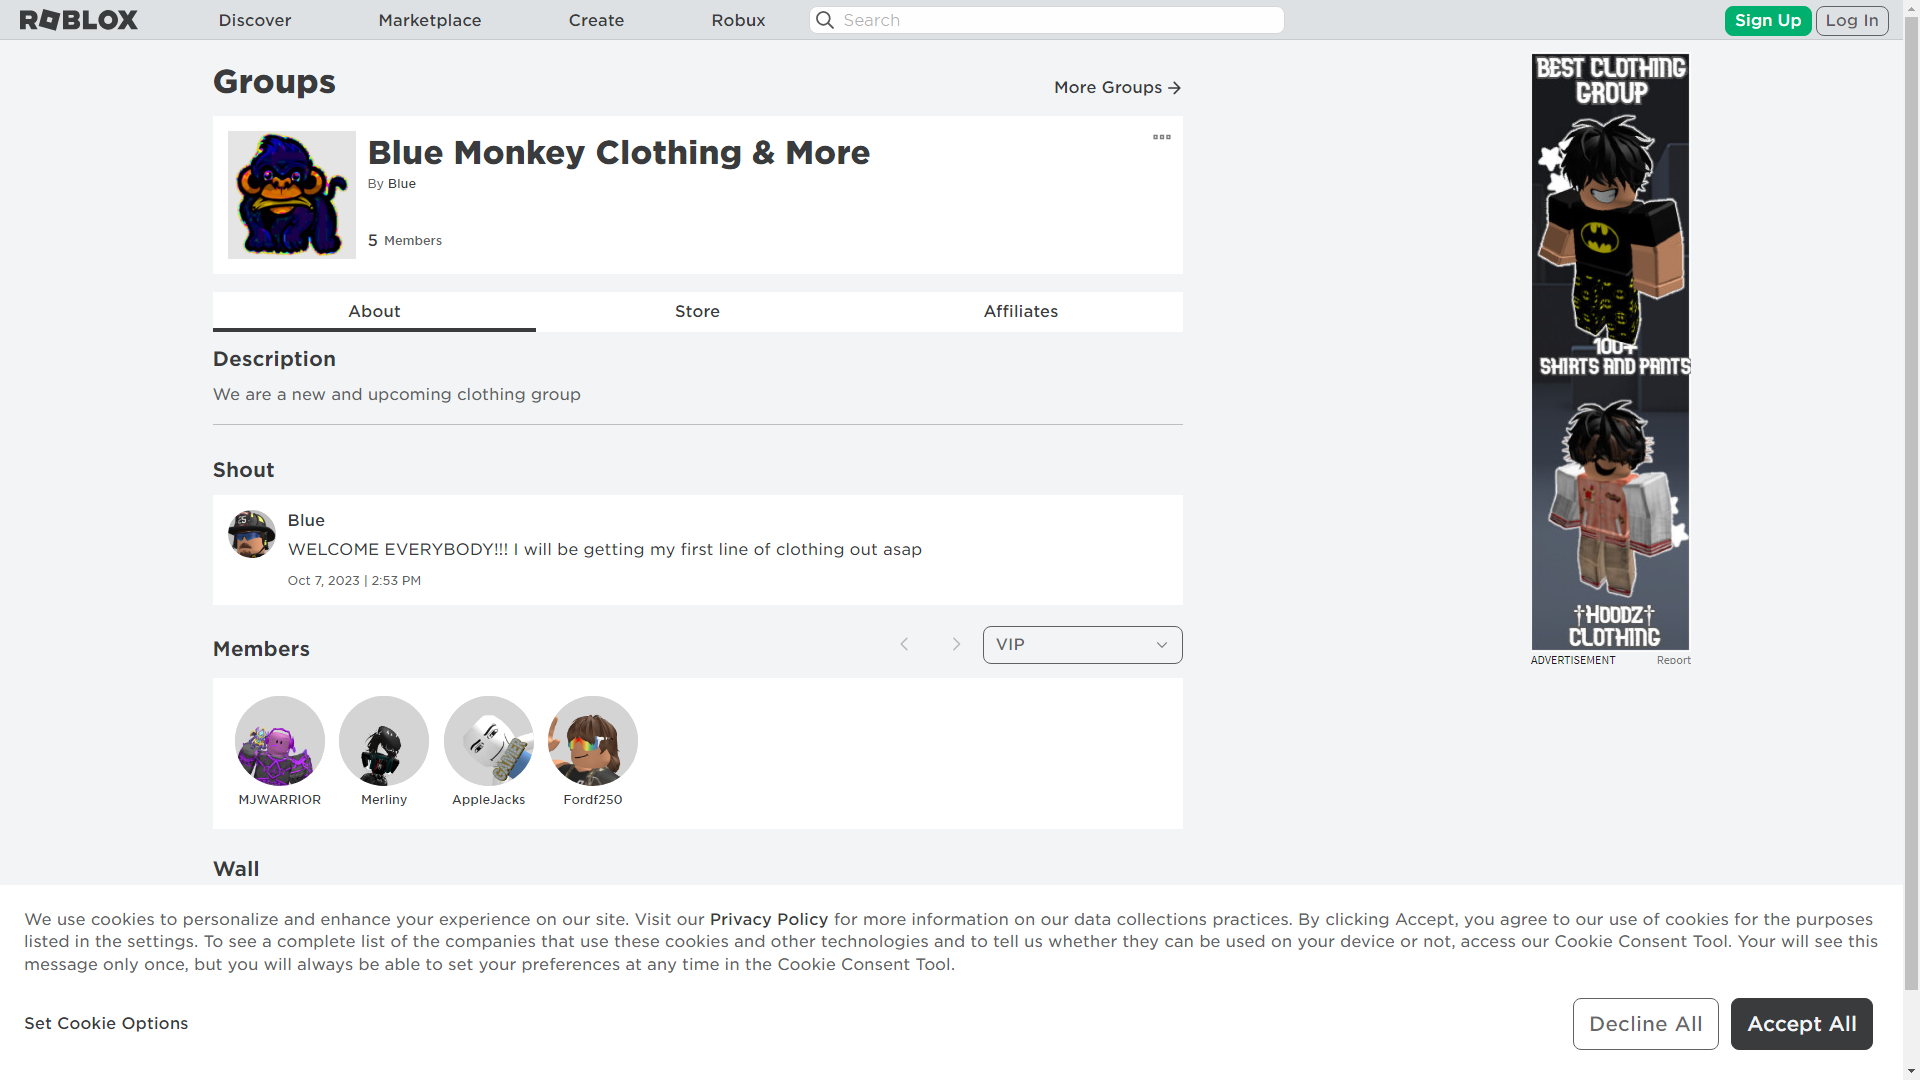 ROBLOX
Discover
Marketplace
Create
Robux
Search
Sign Up
Log In
Groups
More Groups
Blue Monkey Clothing & More
By Blue
5 Members
About
Store
Affiliates
Description
We are a new and upcoming clothing group
Shout
Blue
WELCOME EVERYBODY!!! I will be getting my first line of clothing out asap
Oct 7, 2023 | 2:53 PM
Members
VIP
MJWARRIOR
Merliny
AppleJacks
Fordf250
Wall
BEST CLOTHING
GROUP
100+
SHIRTS AND PANTS
†HOODZ†
CLOTHING
ADVERTISEMENT
Report
We use cookies to personalize and enhance your experience on our site. Visit our Privacy Policy for more information on our data collections practices. By clicking Accept, you agree to our use of cookies for the purposes
listed in the settings. To see a complete list of the companies that use these cookies and other technologies and to tell us whether they can be used on your device or not, access our Cookie Consent Tool. Your will see this
message only once, but you will always be able to set your preferences at any time in the Cookie Consent Tool.
Set Cookie Options
Decline All
Accept All